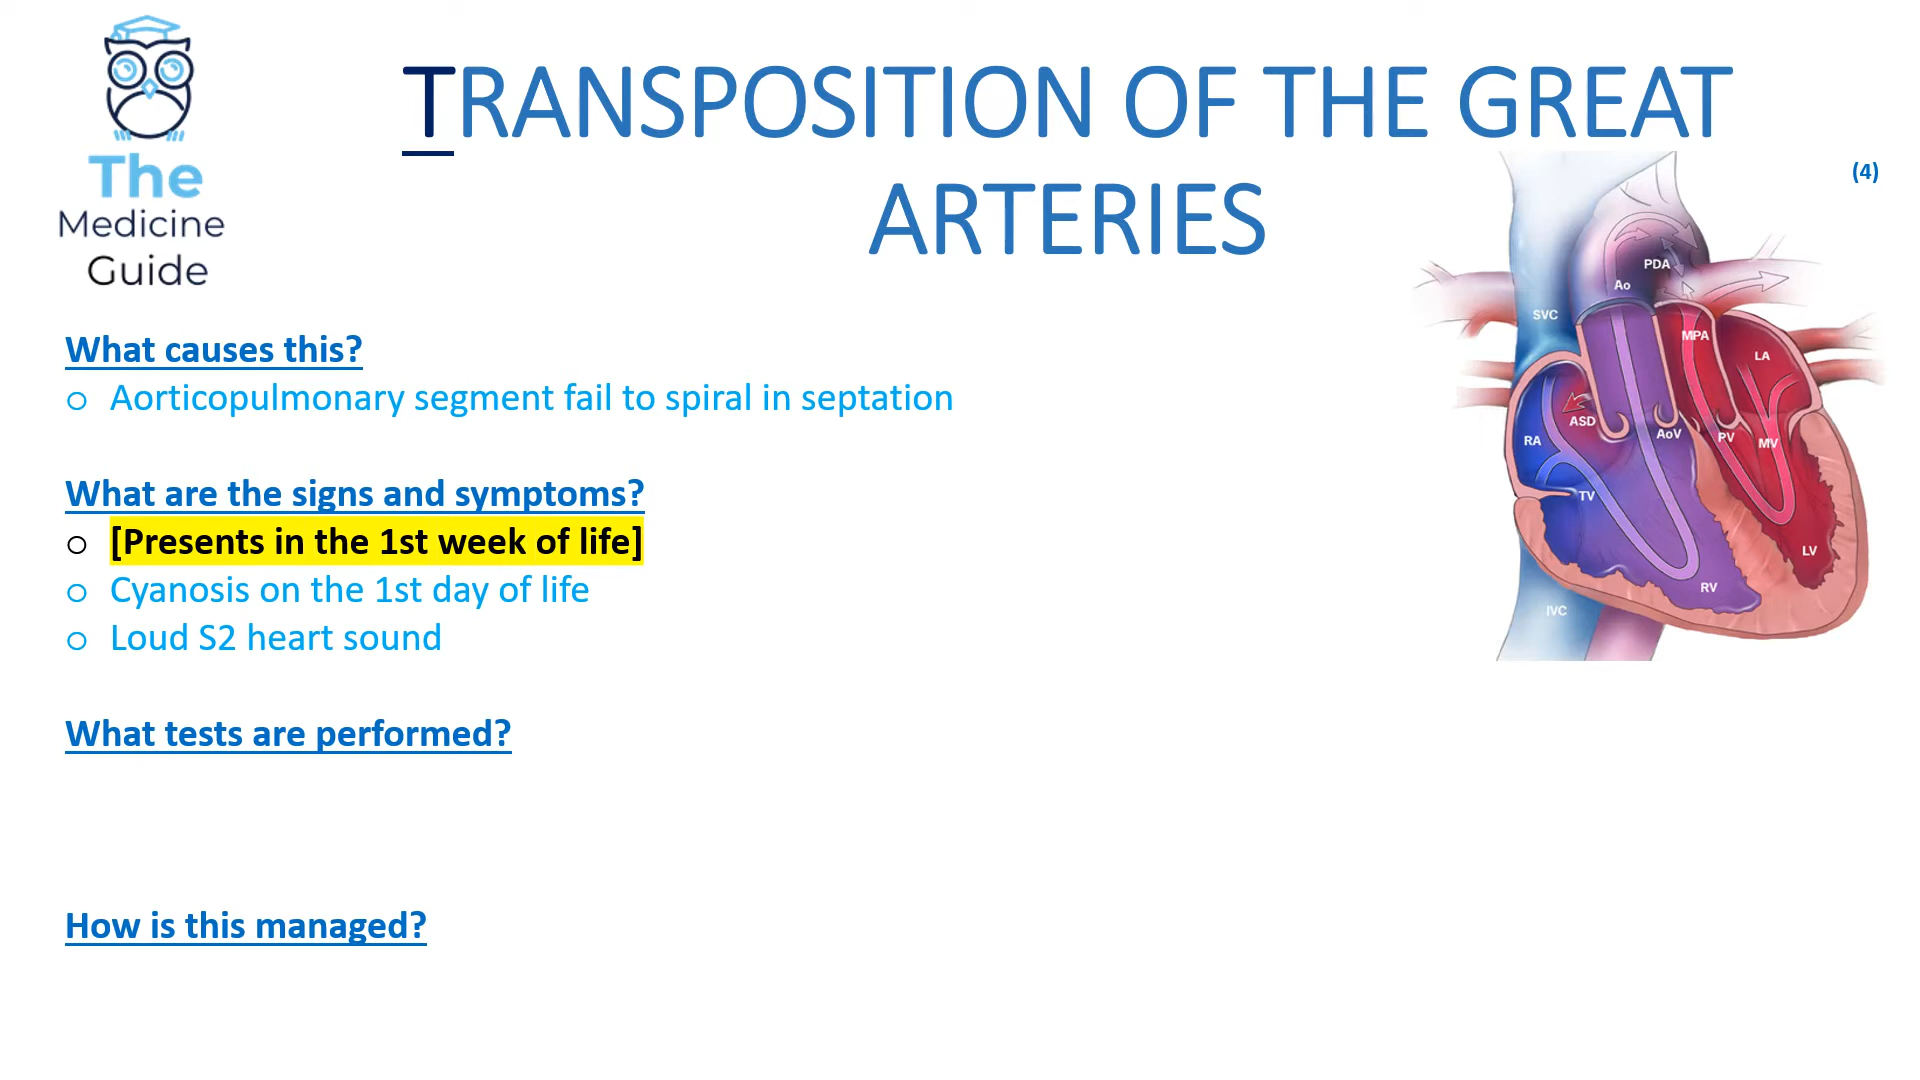 The
Medicine
Guide
TRANSPOSITION OF THE GREAT
ARTERIES
(4)
What causes this?
o Aorticopulmonary segment fail to spiral in septation
What are the signs and symptoms?
o [Presents in the 1st week of life]
o Cyanosis on the 1st day of life
o Loud S2 heart sound
What tests are performed?
How is this managed?
PDA
Ao
SVC
MPA
LA
ASD
RA
AoV
PV
MV
TV
LV
RV
IVC